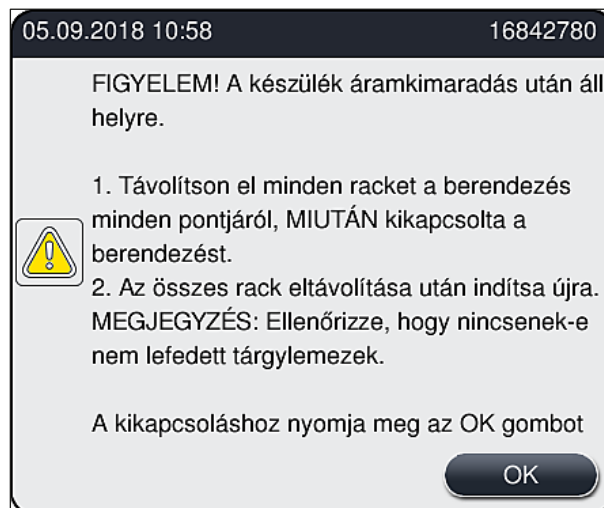 05.09.2018 10:58 16842780
FIGYELEM! A készülék áramkimaradás után áll
helyre.
1. Távolítson el minden racket a berendezés
minden pontjáról, MIUTÁN kikapcsolta a
berendezést.
2. Az összes rack eltávolítása után indítsa újra.
MEGJEGYZÉS: Ellenőrizze, hogy nincsenek-e
nem lefedett tárgylemezek.
A kikapcsoláshoz nyomja meg az OK gombot
OK